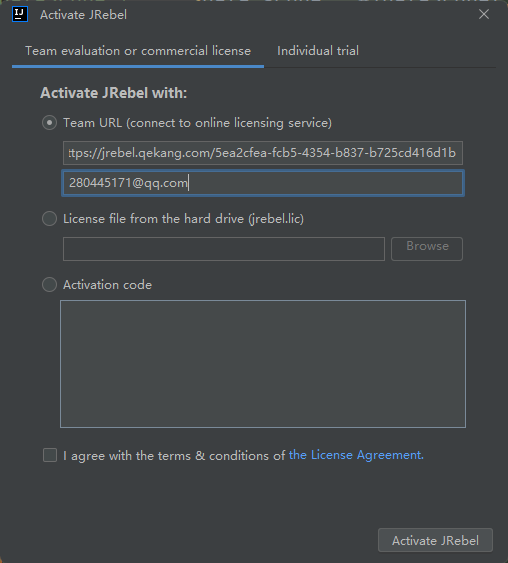 IJ
Activate JRebel
Team evaluation or commercial license
Individual trial
Activate JRebel with:
Team URL (connect to online licensing service)
ttps://jrebel.qekang.com/5ea2cfea-fcb5-4354-b837-b725cd416d1b
280445171@qq.com
License file from the hard drive (jrebel.lic)
Browse
Activation code
I agree with the terms & conditions of the License Agreement.
Activate JRebel